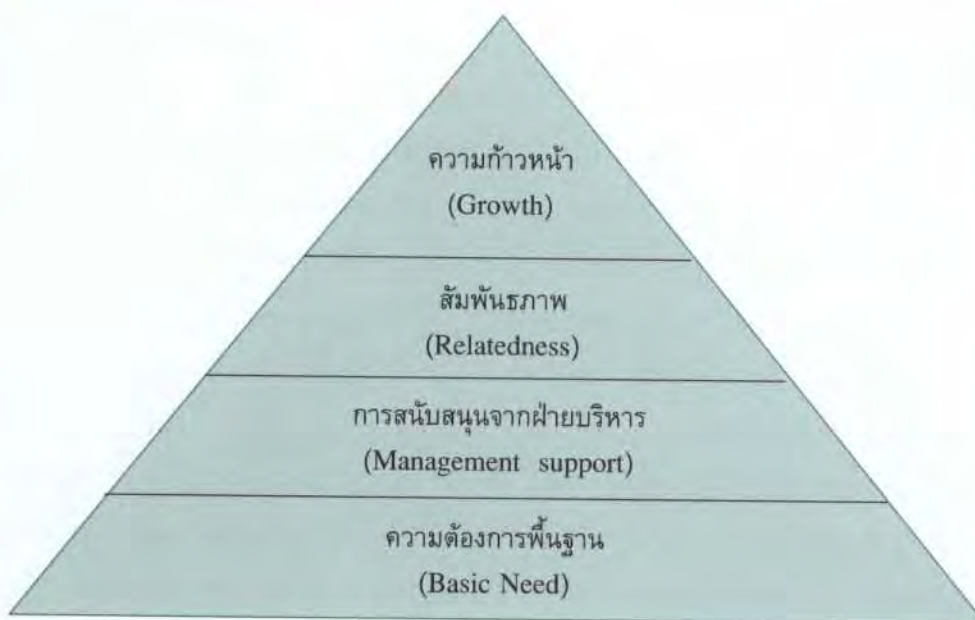 ความก้าวหน้า
(Growth)
สัมพันธภาพ
(Relatedness)
การสนับสนุนจากฝ่ายบริหาร
(Management support)
ความต้องการพื้นฐาน
(Basic Need)